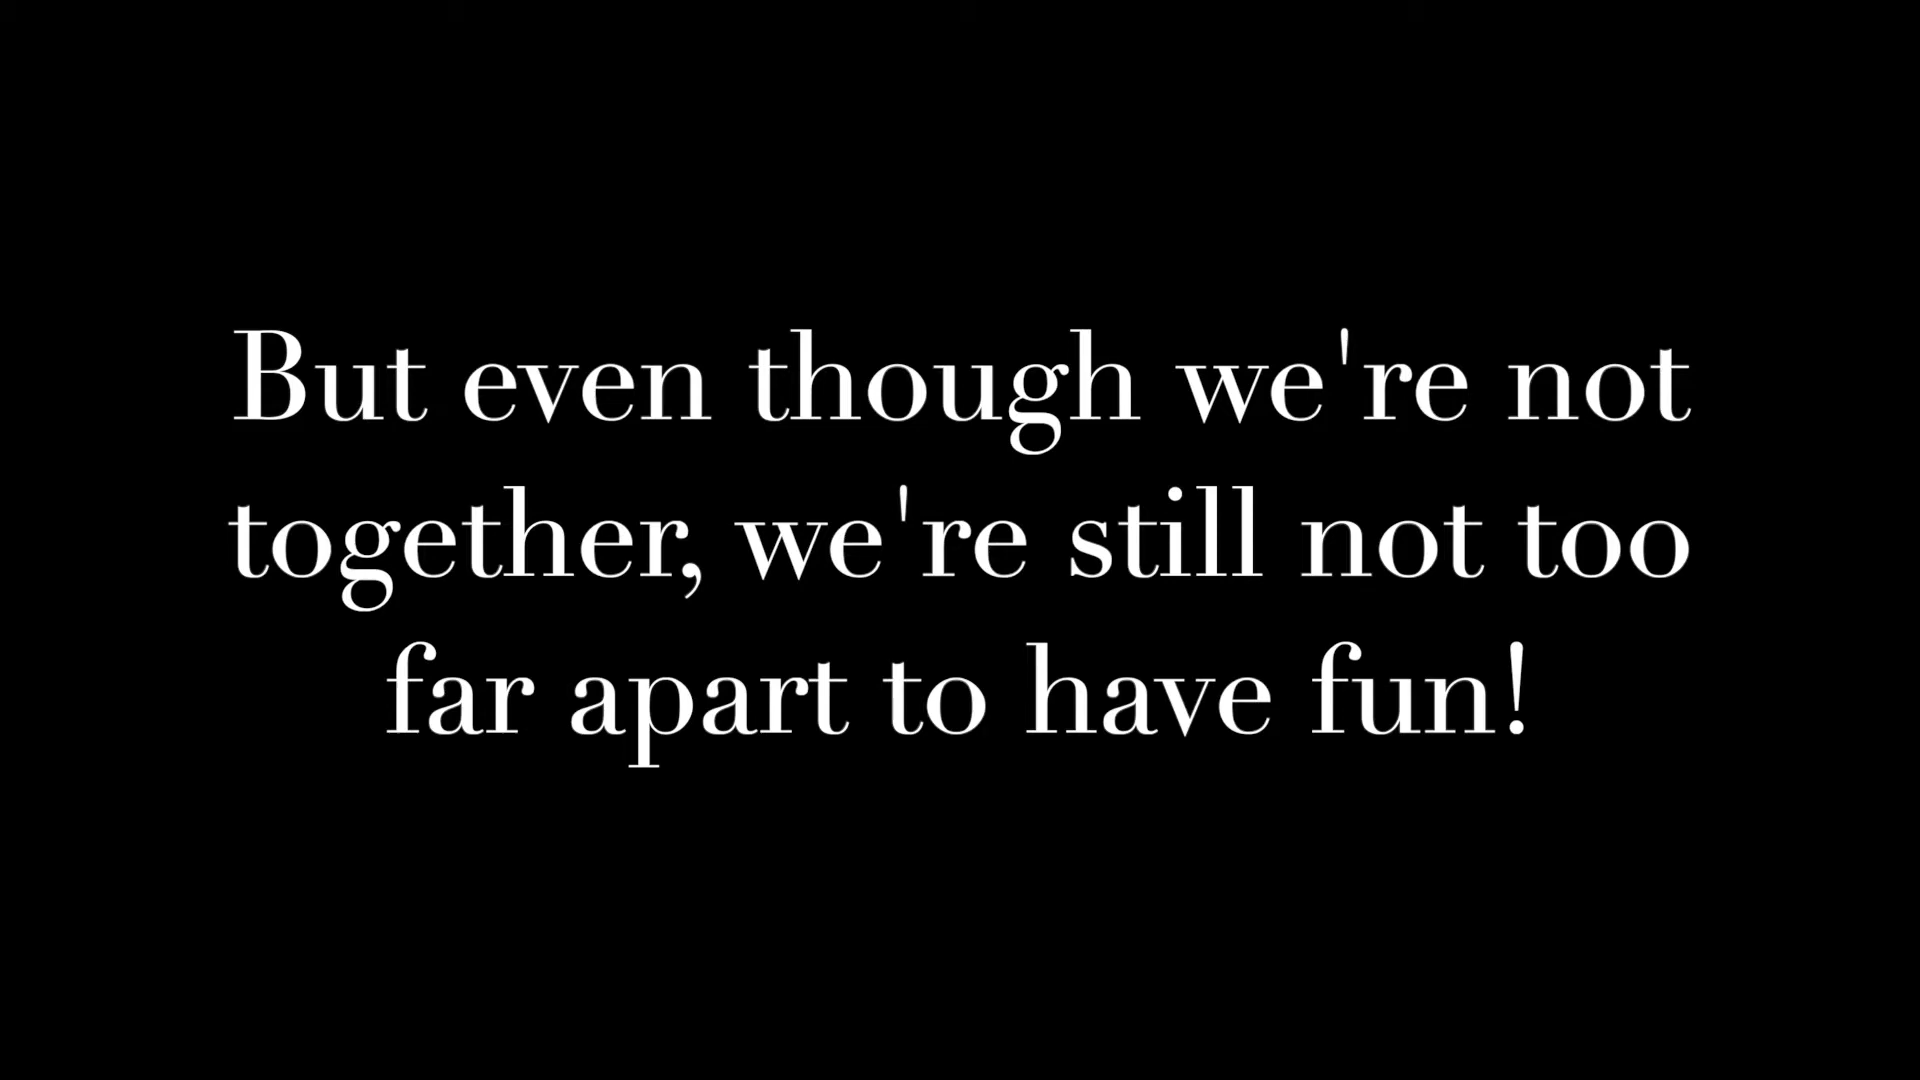 But even though we're not
together, we're still not too
far apart to have fun!